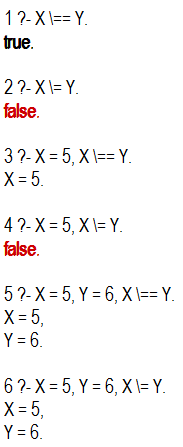 1 ?- X \== Y.
true.
2 ?- X \= Y.
false.
3 ?- X = 5, X \== Y.
X = 5.
4 ?- X = 5, X \= Y.
false.
5 ?- X = 5, Y = 6, X \== Y.
X = 5,
Y = 6.
6 ?- X = 5, Y = 6, X \= Y.
X = 5,
Y = 6.